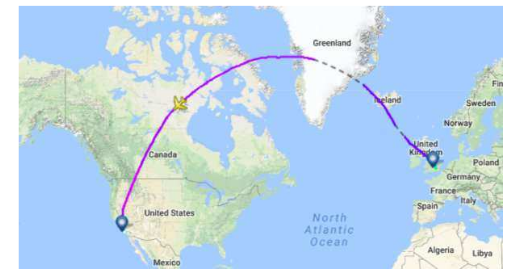 Greenland
Iceland
Sweden
Norway
United
Kingdom
Canada
Poland
Germany
France
United States
Italy
Spain
North
Atlantic
Ocean
Algeria
Libya
Mexico